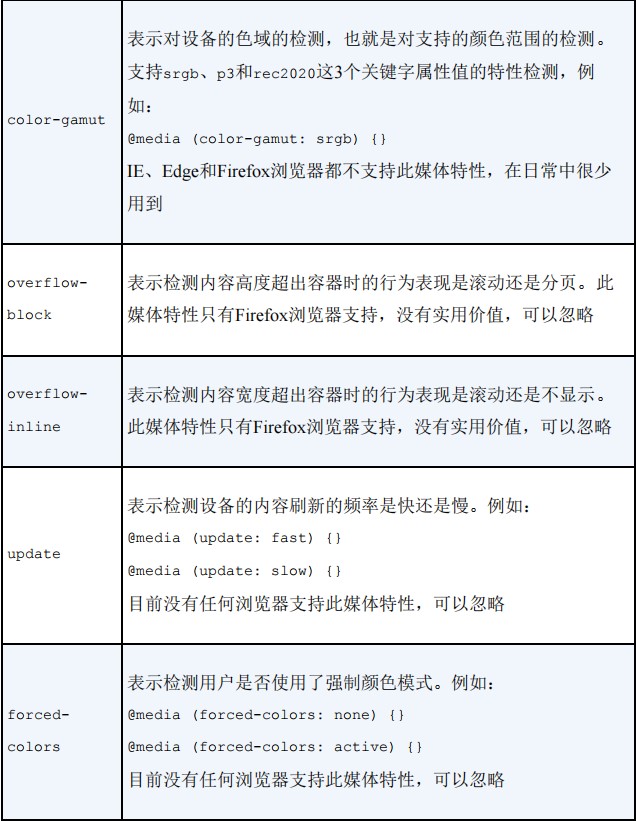 color-gamut
表示对设备的色域的检测，也就是对支持的颜色范围的检测。
支持srgb、p3和rec2020这3个关键字属性值的特性检测，例
如：
@media (color-gamut: srgb) {}
IE、Edge和Firefox浏览器都不支持此媒体特性，在日常中很少
用到
overflow-
block
表示检测内容高度超出容器时的行为表现是滚动还是分页。此
媒体特性只有Firefox浏览器支持，没有实用价值，可以忽略
overflow-
inline
表示检测内容宽度超出容器时的行为表现是滚动还是不显示。
此媒体特性只有Firefox浏览器支持，没有实用价值，可以忽略
update
表示检测设备的内容刷新的频率是快还是慢。例如：
@media (update: fast) {}
@media (update: slow) {}
目前没有任何浏览器支持此媒体特性，可以忽略
forced-
colors
表示检测用户是否使用了强制颜色模式。例如：
@media (forced-colors: none) {}
@media (forced-colors: active) {}
目前没有任何浏览器支持此媒体特性，可以忽略